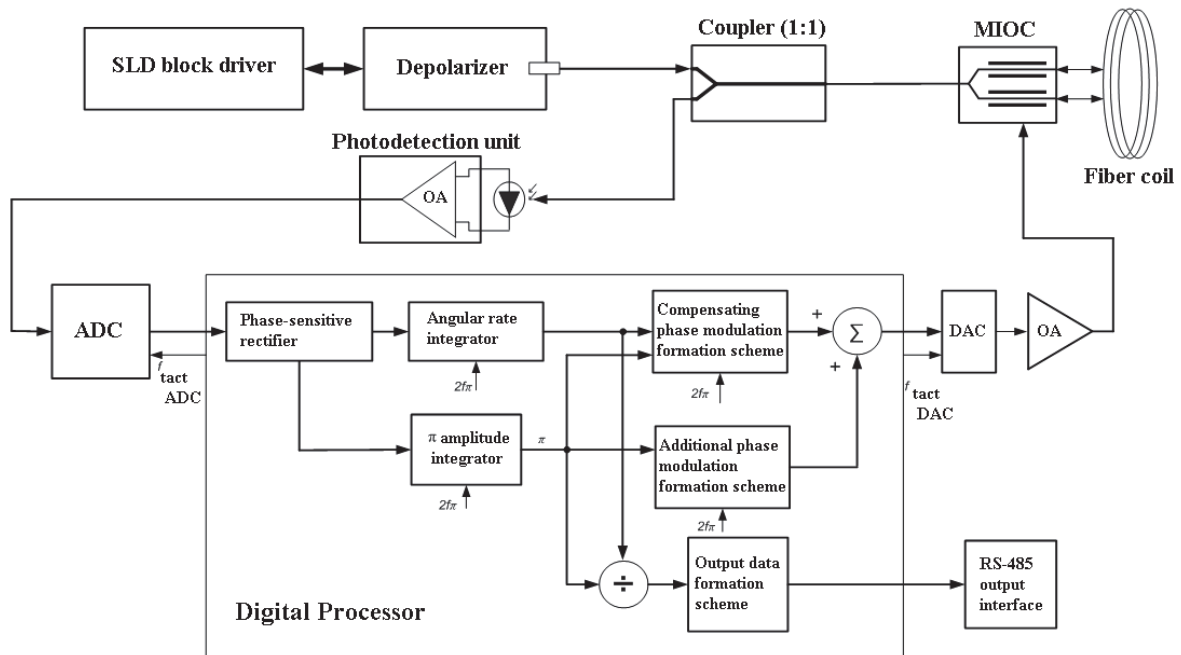 Coupler (1:1)
MIOC
SLD block driver
Depolarizer
Photodetection unit
OA
Fiber coil
ADC
Phase-sensitive
rectifier
Angular rate
integrator
Compensating
phase modulation
formation scheme
+
Σ
+
DAC
OA
f tact
ADC
2fπ
2fπ
f tact
DAC
π amplitude
integrator
π
Additional phase
modulation
formation scheme
2fπ
2fπ
÷
Output data
formation
scheme
RS-485
output
interface
Digital Processor